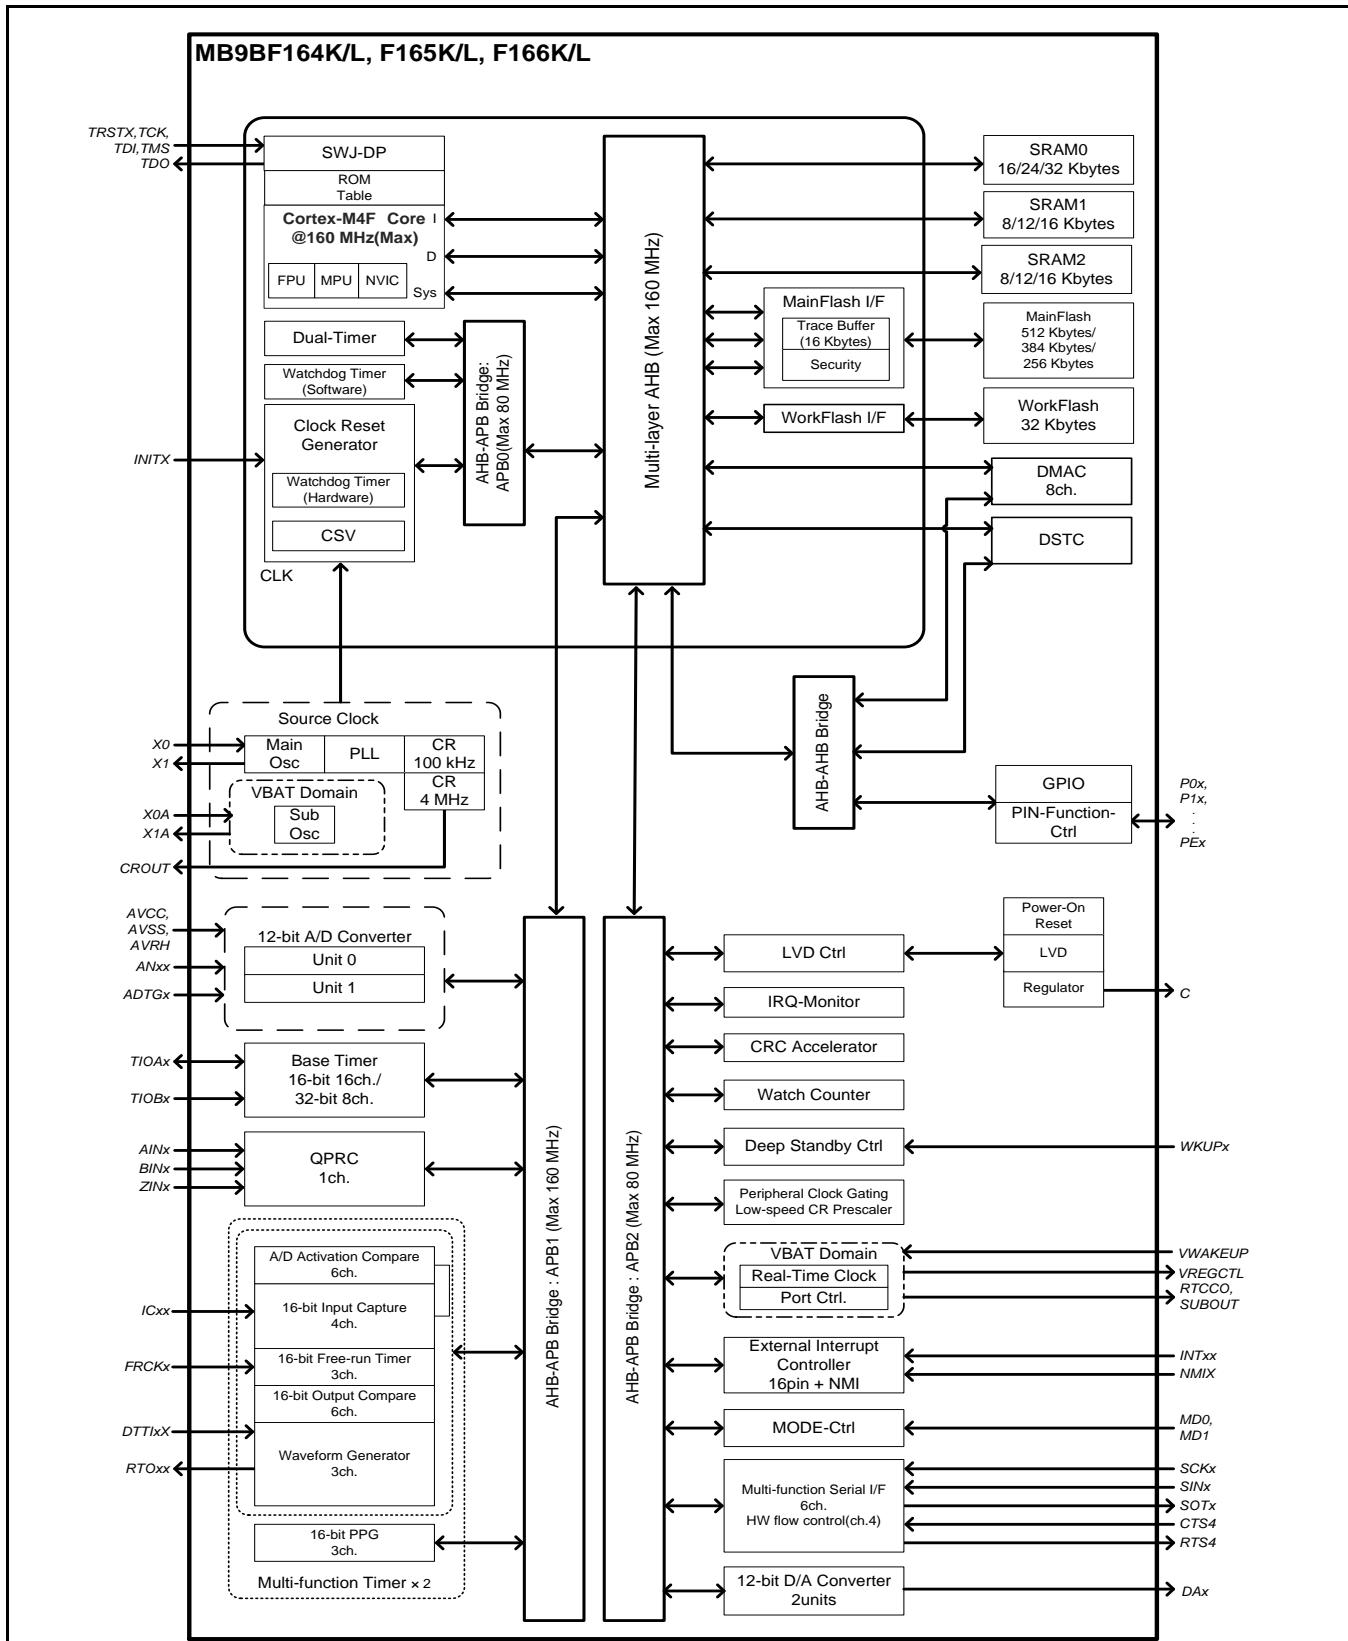 MB9BF164K/L, F165K/L, F166K/L
TRSTX,TCK,
TDI,TMS
TDO
SWJ-DP
ROM
Table
Cortex-M4F Core
@160 MHz(Max)
I
D
Sys
FPU
MPU
NVIC
Dual-Timer
Watchdog Timer
(Software)
Clock Reset
Generator
Watchdog Timer
(Hardware)
CSV
CLK
INITX
AHB-APB Bridge:
APB0(Max 80 MHz)
Multi-layer AHB (Max 160 MHz)
SRAM0
16/24/32 Kbytes
SRAM1
8/12/16 Kbytes
SRAM2
8/12/16 Kbytes
MainFlash I/F
Trace Buffer
(16 Kbytes)
Security
MainFlash
512 Kbytes/
384 Kbytes/
256 Kbytes
WorkFlash I/F
WorkFlash
32 Kbytes
DMAC
8ch.
DSTC
Source Clock
X0
X1
Main
Osc
PLL
CR
100 kHz
CR
4 MHz
VBAT Domain
Sub
Osc
X0A
X1A
CROUT
AHB-AHB Bridge
GPIO
PIN-Function-
Ctrl
P0x,
P1x,
.
.
PEx
AVCC,
AVSS,
AVRH
ANxx
ADTGx
12-bit A/D Converter
Unit 0
Unit 1
TIOAx
TIOBx
Base Timer
16-bit 16ch./
32-bit 8ch.
AINx
BINx
ZINx
QPRC
1ch.
A/D Activation Compare
6ch.
ICxx
16-bit Input Capture
4ch.
FRCKx
16-bit Free-run Timer
3ch.
16-bit Output Compare
6ch.
DTTIxX
RTOxx
Waveform Generator
3ch.
16-bit PPG
3ch.
Multi-function Timer × 2
AHB-APB Bridge : APB1 (Max 160 MHz)
AHB-APB Bridge : APB2 (Max 80 MHz)
LVD Ctrl
Power-On
Reset
LVD
Regulator
C
IRQ-Monitor
CRC Accelerator
Watch Counter
Deep Standby Ctrl
WKUPx
Peripheral Clock Gating
Low-speed CR Prescaler
VBAT Domain
Real-Time Clock
Port Ctrl.
VWAKEUP
VREGCTL
RTCCO,
SUBOUT
External Interrupt
Controller
16pin + NMI
INTxx
NMIX
MODE-Ctrl
MD0,
MD1
Multi-function Serial I/F
6ch.
HW flow control(ch.4)
SCKx
SINx
SOTx
CTS4
RTS4
12-bit D/A Converter
2units
DAx